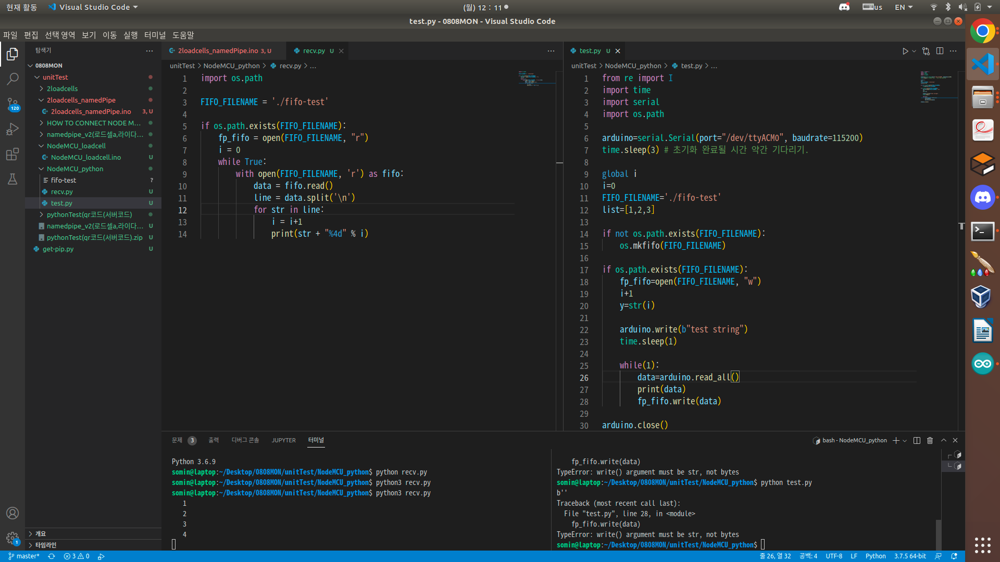 현재 활동
Visual Studio Code
(월) 12 : 11
us
EN
test.py - 0808MON - Visual Studio Code
파일 편집 선택 영역 보기 이동 실행 터미널 도움말
탐색기
0808MON
unitTest
2loadcells
2loadcells_namedPipe
2loadcells_namedPipe.ino 3, U
HOW TO CONNECT NODE M...
namedpipe_v2(로드셀a,라이다...
NodeMCU_loadcell
NodeMCU_loadcell.ino U
NodeMCU_python
fifo-test ?
recv.py U
test.py U
pythonTest(qr코드(서버코드)
namedpipe_v2(로드셀a,라이다... U
pythonTest(qr코드(서버코드).zip U
get-pip.py U
120
1
개요
타임라인
2loadcells_namedPipe.ino 3, U
recv.py U
unitTest > NodeMCU_python > recv.py > ...
1 import os.path
2
3 FIFO_FILENAME = './fifo-test'
4
5 if os.path.exists(FIFO_FILENAME):
6 fp_fifo = open(FIFO_FILENAME, "r")
7 i = 0
8 while True:
9 with open(FIFO_FILENAME, 'r') as fifo:
10 data = fifo.read()
11 line = data.split('\n')
12 for str in line:
13 i = i+1
14 print(str + "%4d" % i)
test.py U
unitTest > NodeMCU_python > test.py > ...
1 from re import I
2 import time
3 import serial
4 import os.path
5
6 arduino=serial.Serial(port="/dev/ttyACM0", baudrate=115200)
7 time.sleep(3) # 초기화 완료될 시간 약간 기다리기.
8
9 global i
10 i=0
11 FIFO_FILENAME='./fifo-test'
12 list=[1,2,3]
13
14 if not os.path.exists(FIFO_FILENAME):
15 os.mkfifo(FIFO_FILENAME)
16
17 if os.path.exists(FIFO_FILENAME):
18 fp_fifo=open(FIFO_FILENAME, "w")
19 i+1
20 y=str(i)
21
22 arduino.write(b"test string")
23 time.sleep(1)
24
25 while(1):
26 data=arduino.read_all()
27 print(data)
28 fp_fifo.write(data)
29
30 arduino.close()
문제 3 출력 디버그 콘솔 JUPYTER 터미널
bash - NodeMCU_python
Python 3.6.9
somin@laptop:~/Desktop/0808MON/unitTest/NodeMCU_python$ python recv.py
somin@laptop:~/Desktop/0808MON/unitTest/NodeMCU_python$ python3 recv.py
somin@laptop:~/Desktop/0808MON/unitTest/NodeMCU_python$ python3 recv.py
1
2
3
4
fp_fifo.write(data)
TypeError: write() argument must be str, not bytes
somin@laptop:~/Desktop/0808MON/unitTest/NodeMCU_python$ python test.py
b''
Traceback (most recent call last):
File "test.py", line 28, in <module>
fp_fifo.write(data)
TypeError: write() argument must be str, not bytes
somin@laptop:~/Desktop/0808MON/unitTest/NodeMCU_python$
master* 3 0
줄 26, 열 32 공백: 4 UTF-8 LF Python 3.7.5 64-bit